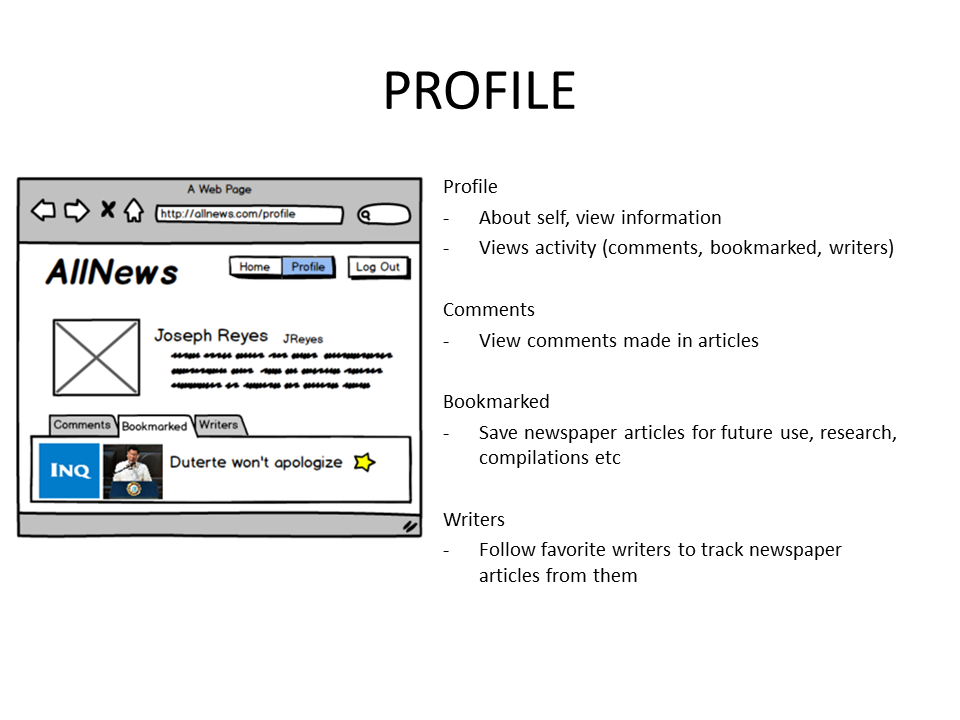 PROFILE
A Web Page
http://allnews.com/profile
AllNews
Home
Profile
Log Out
Joseph Reyes JReyes
Comments
Bookmarked
Writers
INQ
Duterte won't apologize
Profile
- About self, view information
- Views activity (comments, bookmarked, writers)
Comments
- View comments made in articles
Bookmarked
- Save newspaper articles for future use, research,
compilations etc
Writers
- Follow favorite writers to track newspaper
articles from them